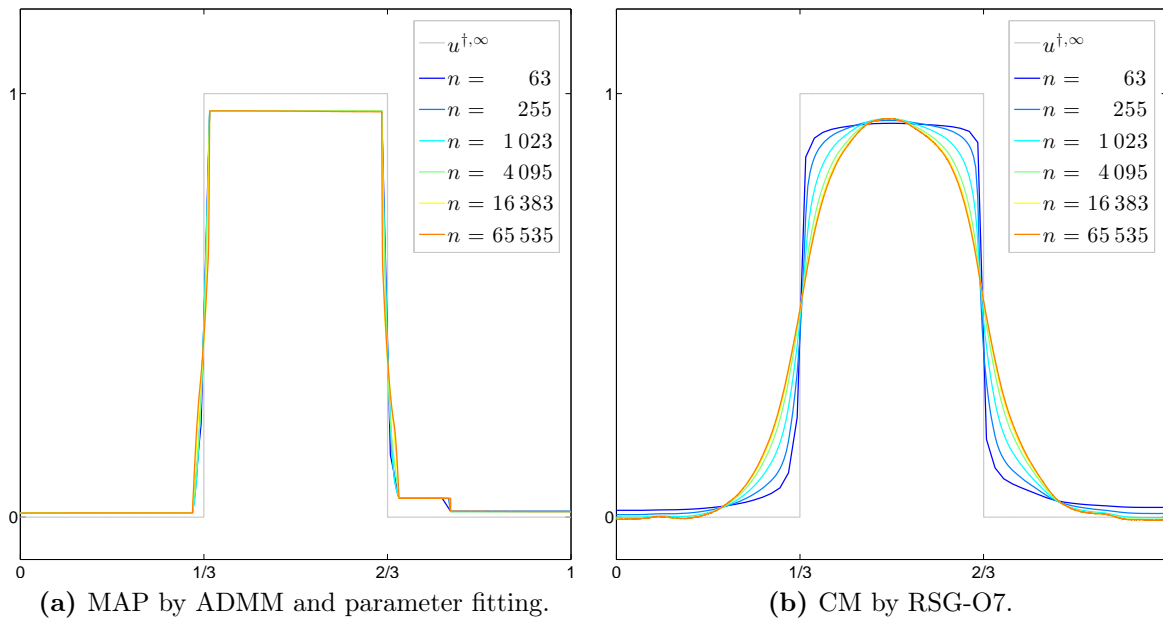 1
0
0
1/3
2/3
1
u†,∞
n = 63
n = 255
n = 1 023
n = 4 095
n = 16 383
n = 65 535
(a) MAP by ADMM and parameter fitting.
1
0
0
1/3
2/3
u†,∞
n = 63
n = 255
n = 1 023
n = 4 095
n = 16 383
n = 65 535
(b) CM by RSG-O7.